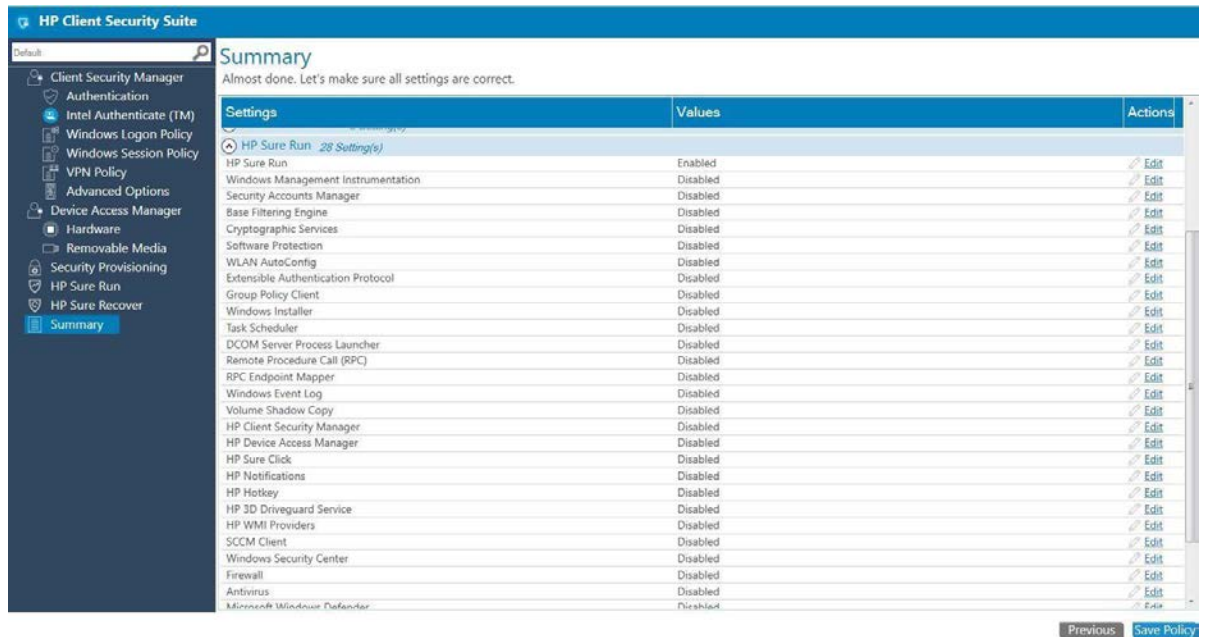 HP Client Security Suite
Default
Client Security Manager
Authentication
Intel Authenticate (TM)
Windows Logon Policy
Windows Session Policy
VPN Policy
Advanced Options
Device Access Manager
Hardware
Removable Media
Security Provisioning
HP Sure Run
HP Sure Recover
Summary
Summary
Almost done. Let's make sure all settings are correct.
Settings Values Actions
HP Sure Run 28 Setting(s)
HP Sure Run Enabled Edit
Windows Management Instrumentation Disabled Edit
Security Accounts Manager Disabled Edit
Base Filtering Engine Disabled Edit
Cryptographic Services Disabled Edit
Software Protection Disabled Edit
WLAN AutoConfig Disabled Edit
Extensible Authentication Protocol Disabled Edit
Group Policy Client Disabled Edit
Windows Installer Disabled Edit
Task Scheduler Disabled Edit
DCOM Server Process Launcher Disabled Edit
Remote Procedure Call (RPC) Disabled Edit
RPC Endpoint Mapper Disabled Edit
Windows Event Log Disabled Edit
Volume Shadow Copy Disabled Edit
HP Client Security Manager Disabled Edit
HP Device Access Manager Disabled Edit
HP Sure Click Disabled Edit
HP Notifications Disabled Edit
HP Hotkey Disabled Edit
HP 3D Driveguard Service Disabled Edit
HP WMI Providers Disabled Edit
SCCM Client Disabled Edit
Windows Security Center Disabled Edit
Firewall Disabled Edit
Antivirus Disabled Edit
Microsoft Windows Defender Disabled Edit
Previous Save Policy